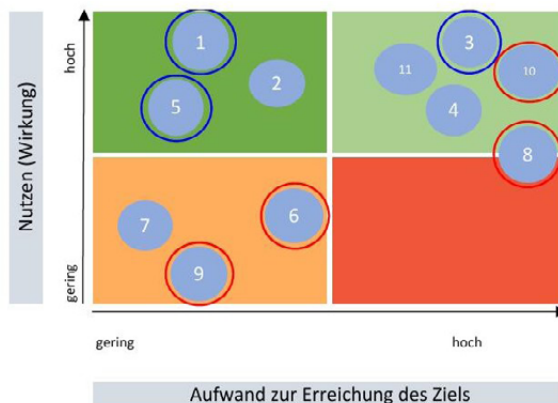 Nutzen (Wirkung)
hoch
gering
1
2
3
10
11
5
4
8
7
6
9
gering
hoch
Aufwand zur Erreichung des Ziels